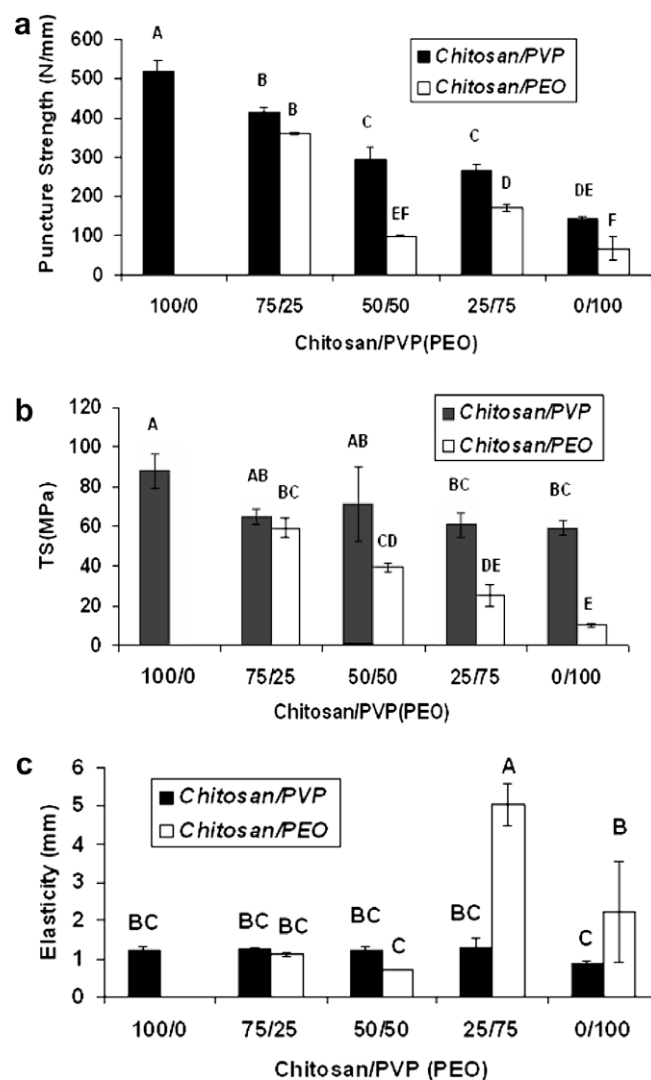 a
Puncture Strength (N/mm)
600
500
400
300
200
100
0
Chitosan/PVP
Chitosan/PEO
A
B
B
C
EF
C
D
DE
F
100/0 75/25 50/50 25/75 0/100
Chitosan/PVP(PEO)
b
TS(MPa)
120
100
80
60
40
20
0
Chitosan/PVP
Chitosan/PEO
A
AB
BC
AB
CD
BC
DE
BC
E
100/0 75/25 50/50 25/75 0/100
Chitosan/PVP(PEO)
c
Elasticity (mm)
6
5
4
3
2
1
0
Chitosan/PVP
Chitosan/PEO
BC
BC
BC
BC
C
BC
A
C
B
100/0 75/25 50/50 25/75 0/100
Chitosan/PVP (PEO)